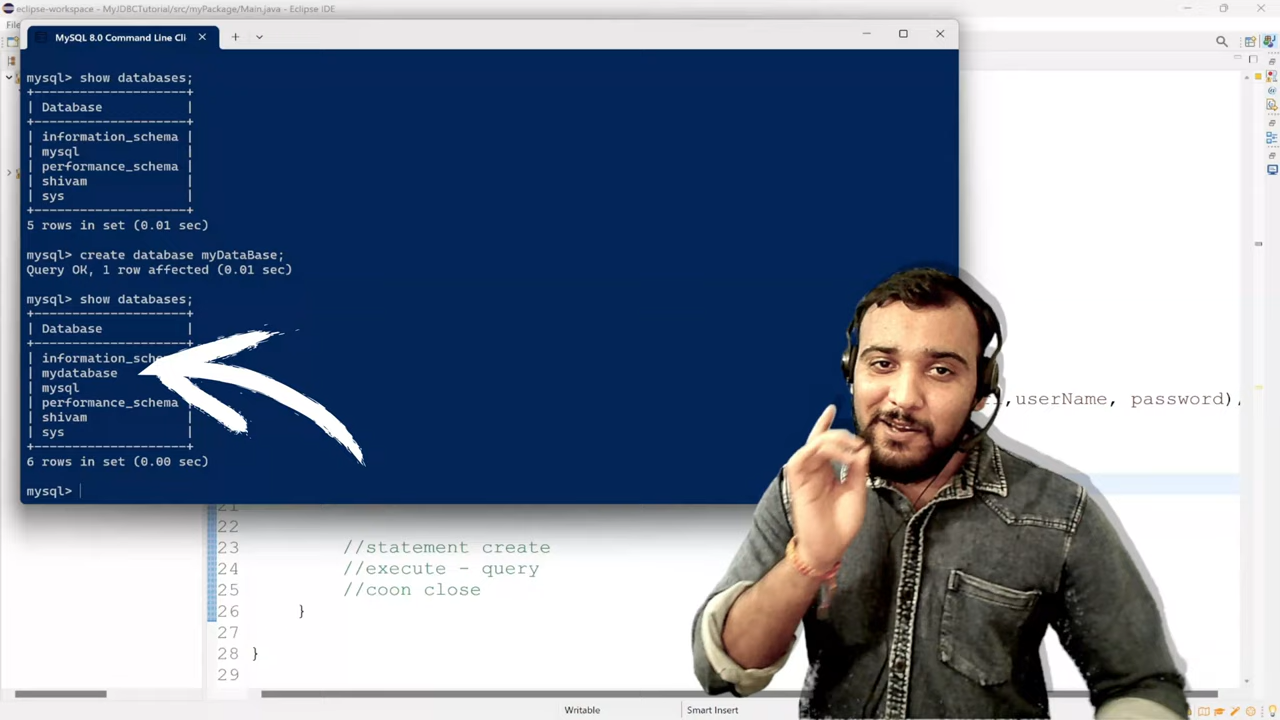 eclipse-workspace - MyJDBCTutorial/src/myPackage/Main.java - Eclipse IDE
MySQL 8.0 Command Line Cli
mysql> show databases;
+--------------------+
| Database           |
+--------------------+
| information_schema |
| mysql              |
| performance_schema |
| shivam             |
| sys                |
+--------------------+
5 rows in set (0.01 sec)
mysql> create database myDataBase;
Query OK, 1 row affected (0.01 sec)
mysql> show databases;
+--------------------+
| Database           |
+--------------------+
| information_sche
| mydatabase
| mysql
| performance_schema |
| shivam             |
| sys                |
+--------------------+
6 rows in set (0.00 sec)
mysql>
,userName, password),
21
22
23 //statement create
24 //execute - query
25 //coon close
26 }
27
28 }
29
Writable
Smart Insert